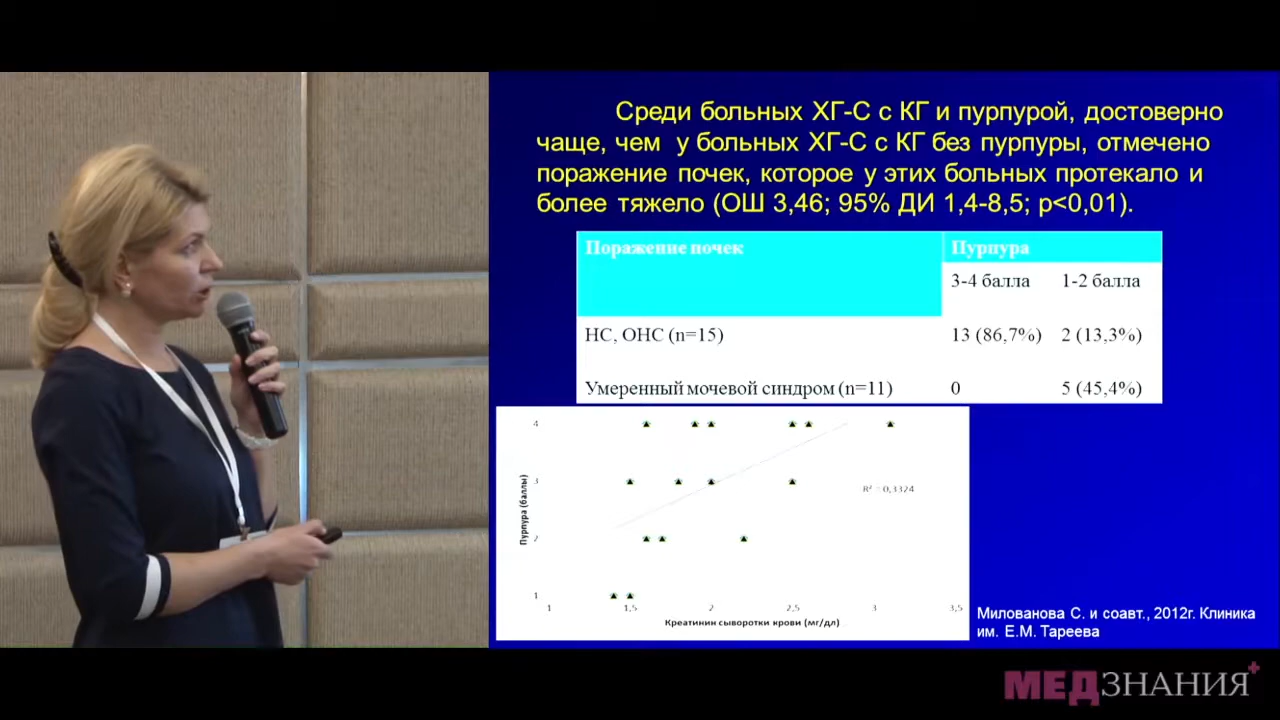 Среди больных ХГ-С с КГ и пурпурой, достоверно
чаще, чем у больных ХГ-С с КГ без пурпуры, отмечено
поражение почек, которое у этих больных протекало и
более тяжело (ОШ 3,46; 95% ДИ 1,4-8,5; p<0,01).
Поражение почек
Пурпура
3-4 балла 1-2 балла
НС, ОНС (n=15) 13 (86,7%) 2 (13,3%)
Умеренный мочевой синдром (n=11) 0 5 (45,4%)
4
3
2
1
Пурпура (баллы)
R² = 0,3324
1 1,5 2 2,5 3 3,5
Креатинин сыворотки крови (мг/дл)
Милованова С. и соавт., 2012г. Клиника
им. Е.М. Тареева
МЕДЗНАНИЯ+